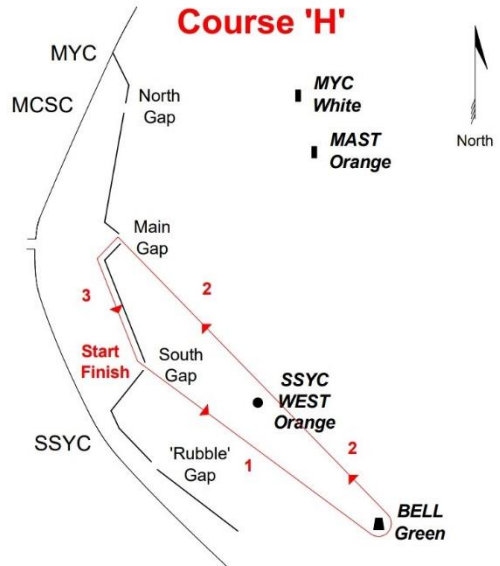 Course 'H'
MYC
MCSC
North
Gap
MYC
White
MAST
Orange
North
Main
Gap
2
3
Start
Finish
South
Gap
SSYC
WEST
Orange
SSYC
'Rubble'
Gap
1
2
BELL
Green